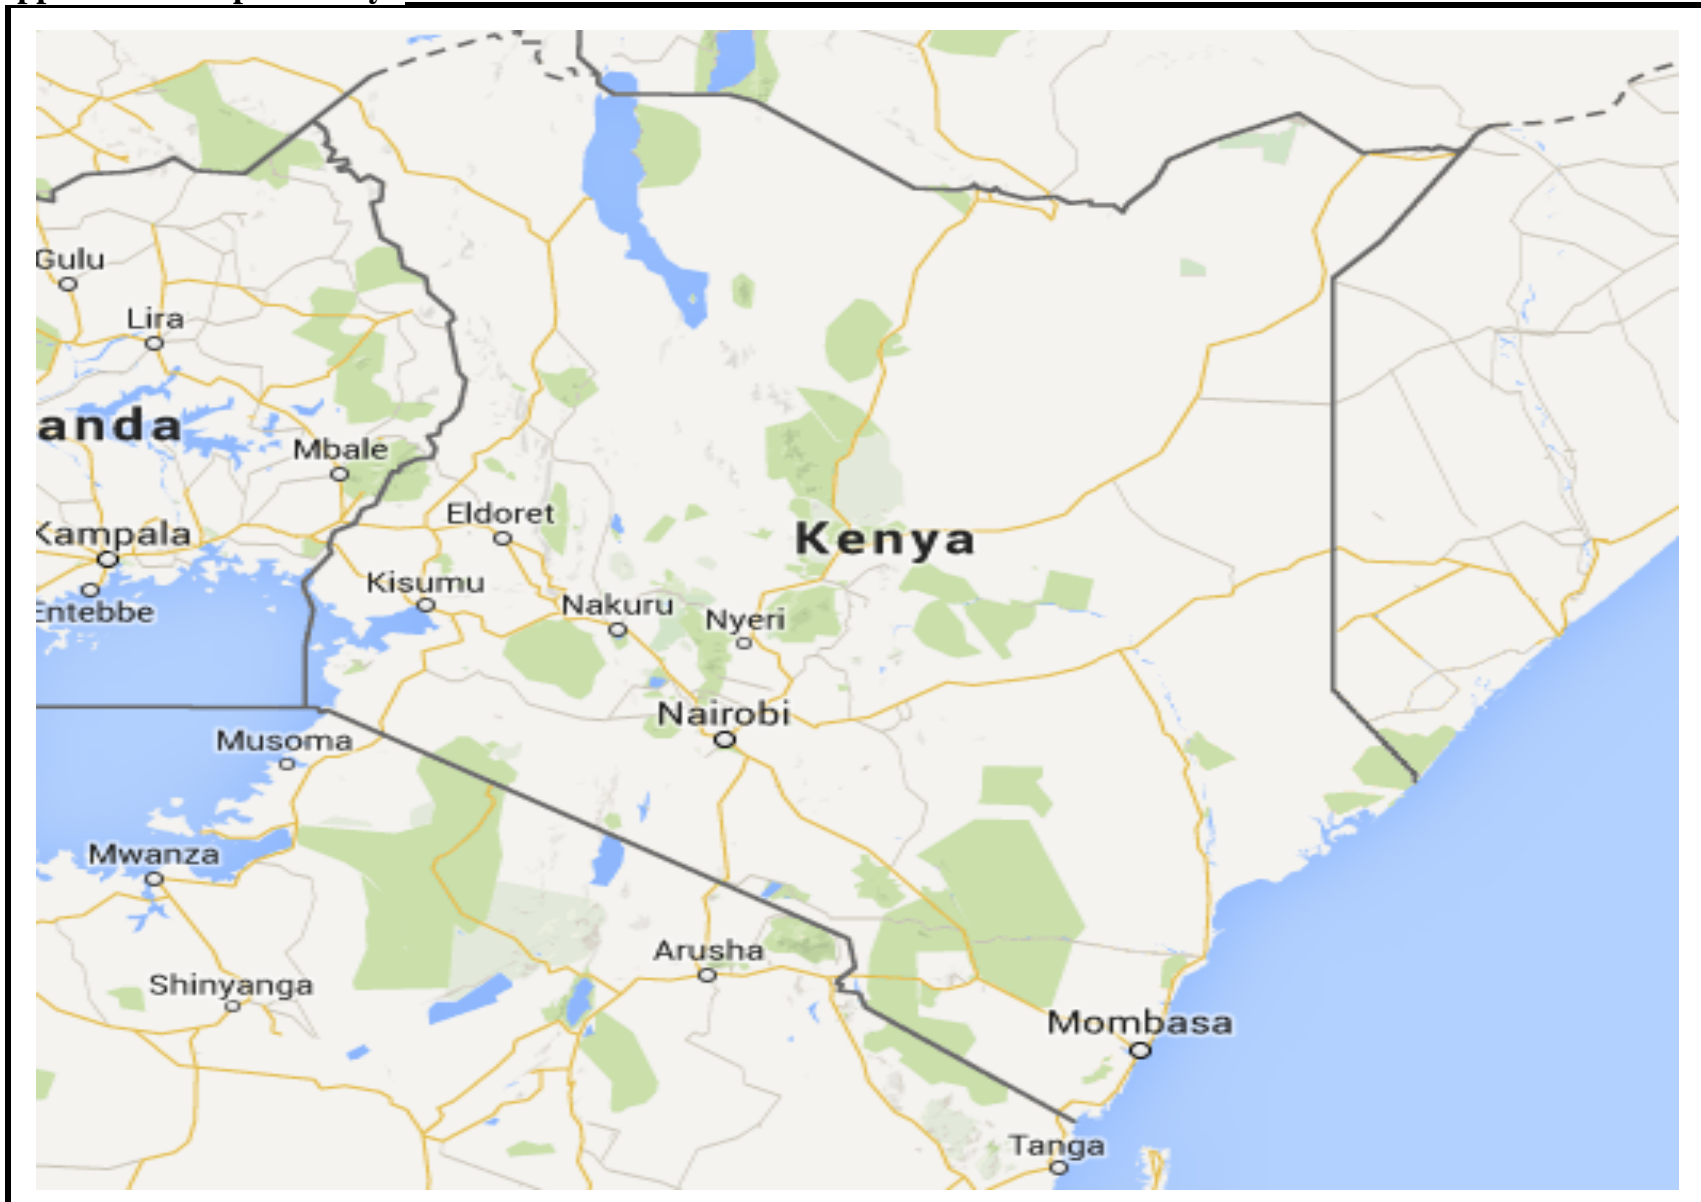 Gulu
Lira
anda
Mbale
Kampala
Eldoret
Kenya
Kisumu
Entebbe
Nakuru
Nyeri
Nairobi
Musoma
Mwanza
Arusha
Shinyanga
Mombasa
Tanga